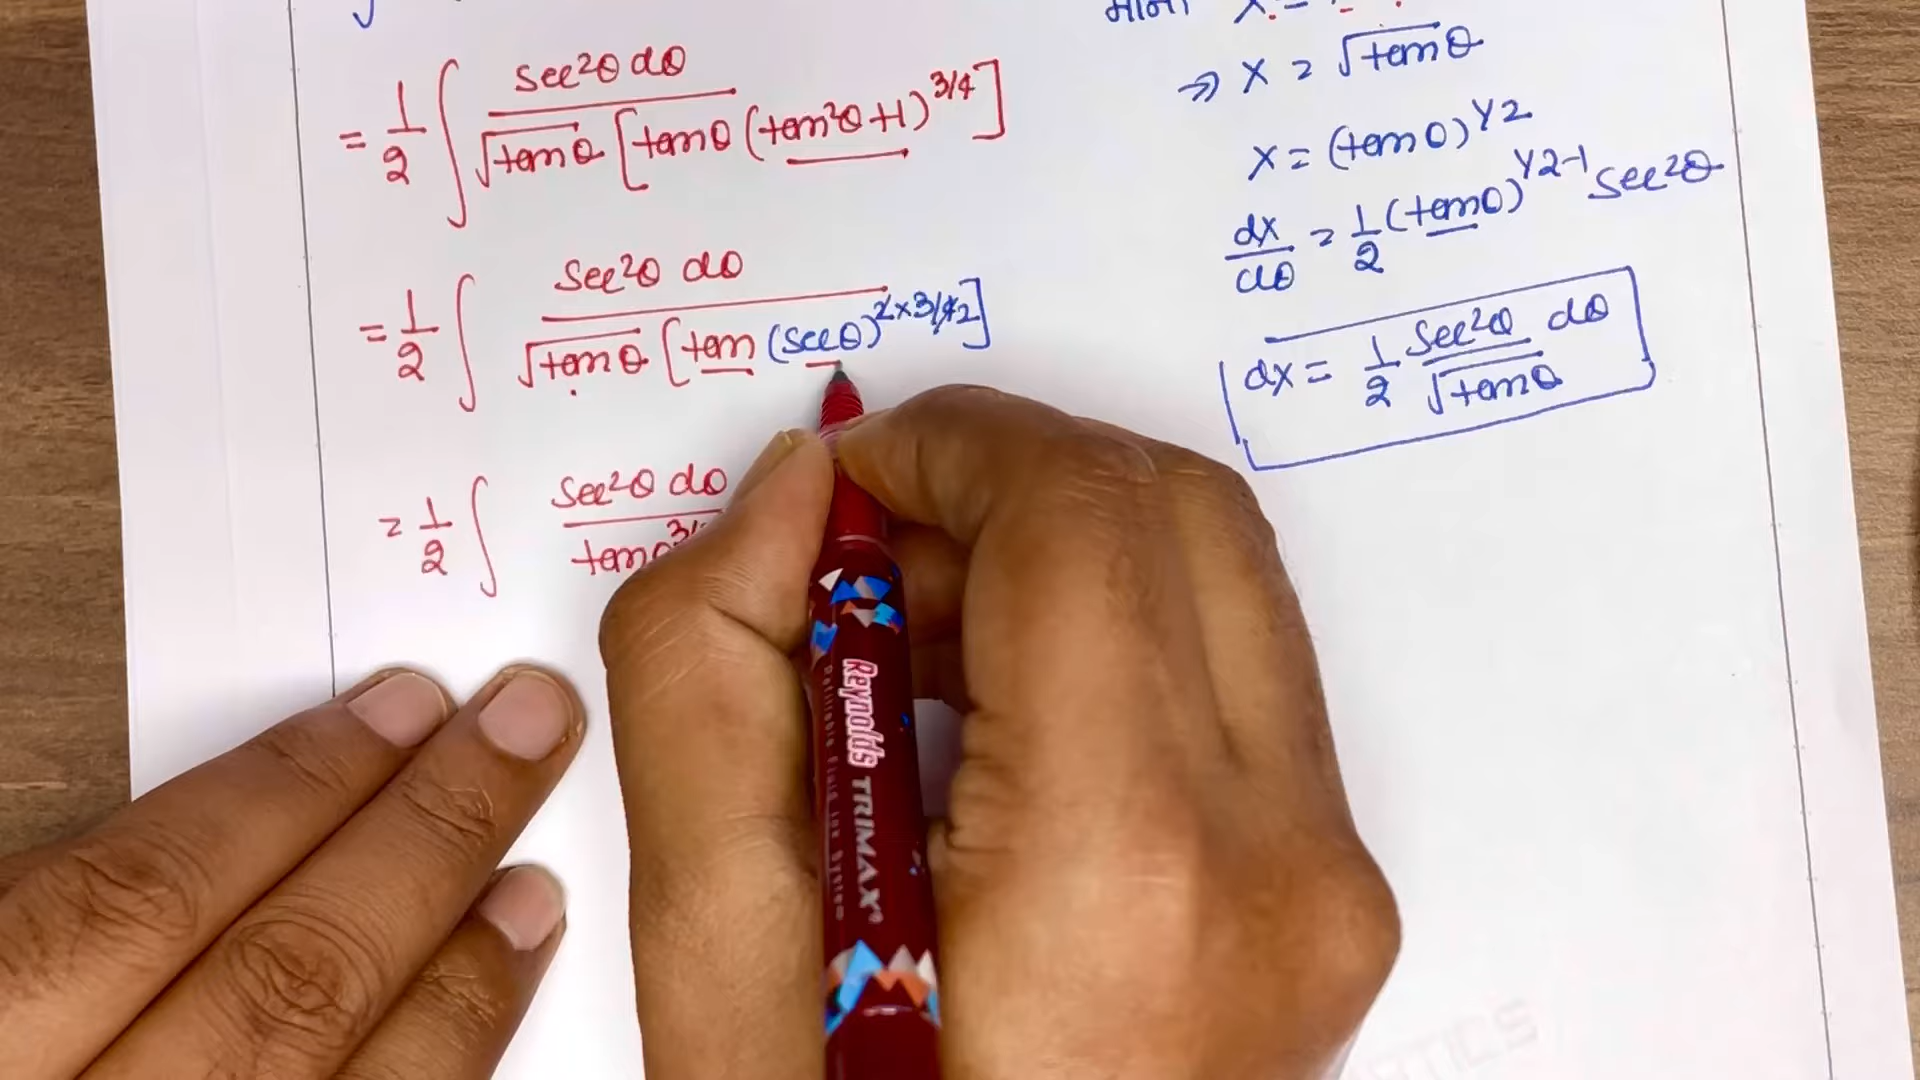 = 1/2 ∫ sec²θ dθ / √tanθ [tanθ (tan²θ+1)^3/4]
= 1/2 ∫ sec²θ dθ / √tanθ [tan (secθ)^2×3/42]
= 1/2 ∫ sec²θ dθ / tanθ
माना x =
⇒ x = √tanθ
x = (tanθ)^1/2
dx/dθ = 1/2 (tanθ)^1/2-1 sec²θ
dx = 1/2 sec²θ/√tanθ dθ
Reynolds TRIMAX